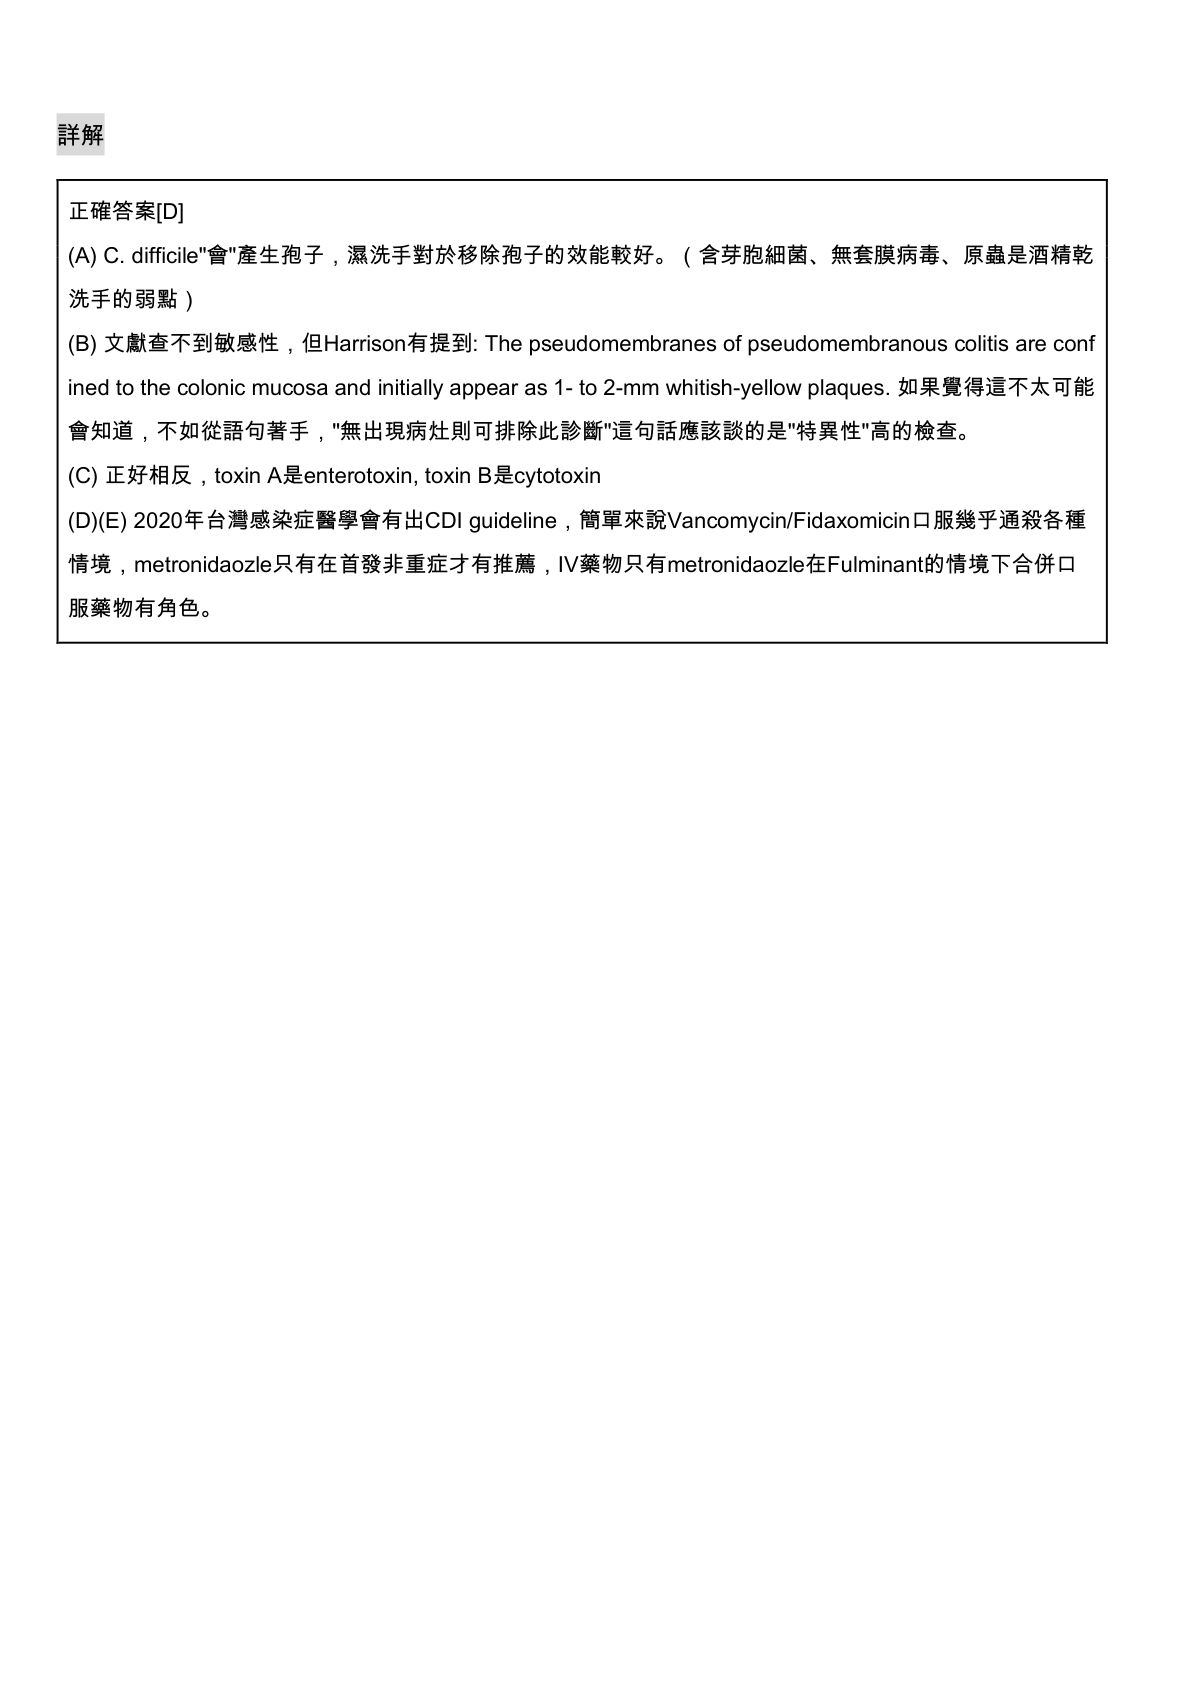 詳解
正確答案[D]
(A) C. difficile"會"產生孢子，濕洗手對於移除孢子的效能較好。（含芽胞細菌、無套膜病毒、原蟲是酒精乾
洗手的弱點）
(B) 文獻查不到敏感性，但Harrison有提到: The pseudomembranes of pseudomembranous colitis are conf
ined to the colonic mucosa and initially appear as 1- to 2-mm whitish-yellow plaques. 如果覺得這不太可能
會知道，不如從語句著手，"無出現病灶則可排除此診斷"這句話應該談的是"特異性"高的檢查。
(C) 正好相反，toxin A是enterotoxin, toxin B是cytotoxin
(D)(E) 2020年台灣感染症醫學會有出CDI guideline，簡單來說Vancomycin/Fidaxomicin口服幾乎通殺各種
情境，metronidaozle只有在首發非重症才有推薦，IV藥物只有metronidaozle在Fulminant的情境下合併口
服藥物有角色。